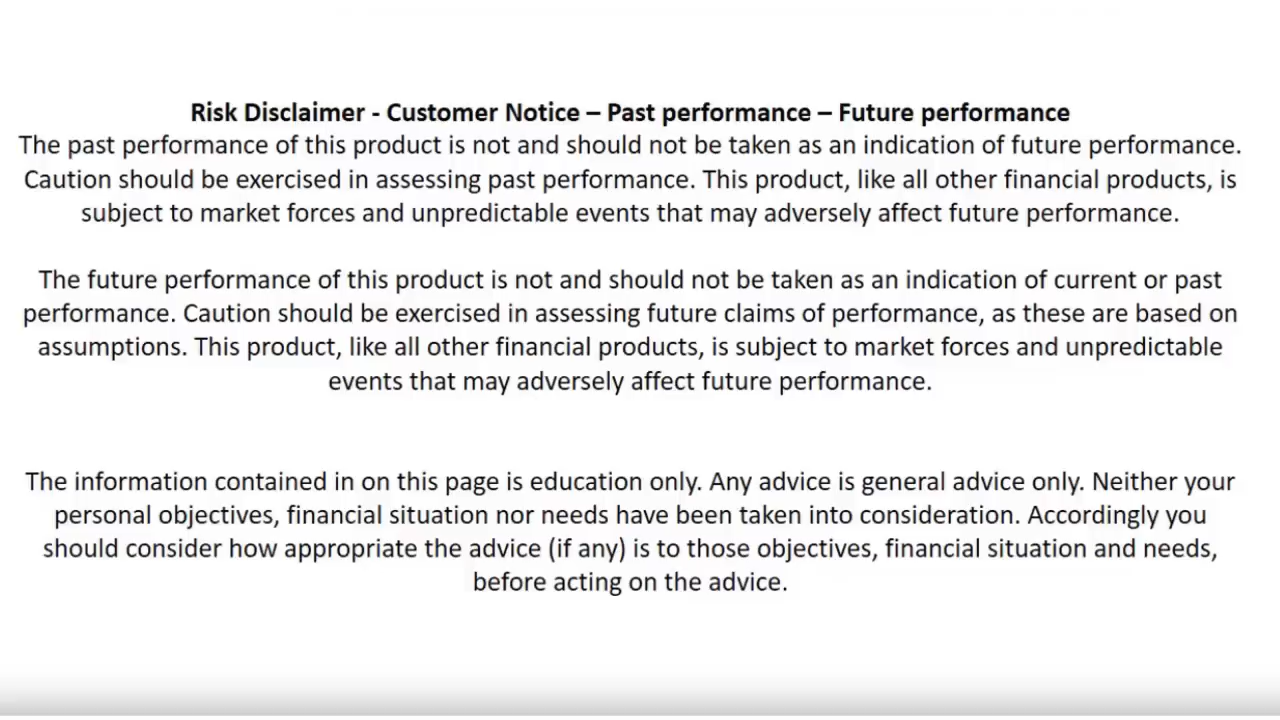 Risk Disclaimer - Customer Notice – Past performance – Future performance
The past performance of this product is not and should not be taken as an indication of future performance.
Caution should be exercised in assessing past performance. This product, like all other financial products, is
subject to market forces and unpredictable events that may adversely affect future performance.
The future performance of this product is not and should not be taken as an indication of current or past
performance. Caution should be exercised in assessing future claims of performance, as these are based on
assumptions. This product, like all other financial products, is subject to market forces and unpredictable
events that may adversely affect future performance.
The information contained in on this page is education only. Any advice is general advice only. Neither your
personal objectives, financial situation nor needs have been taken into consideration. Accordingly you
should consider how appropriate the advice (if any) is to those objectives, financial situation and needs,
before acting on the advice.